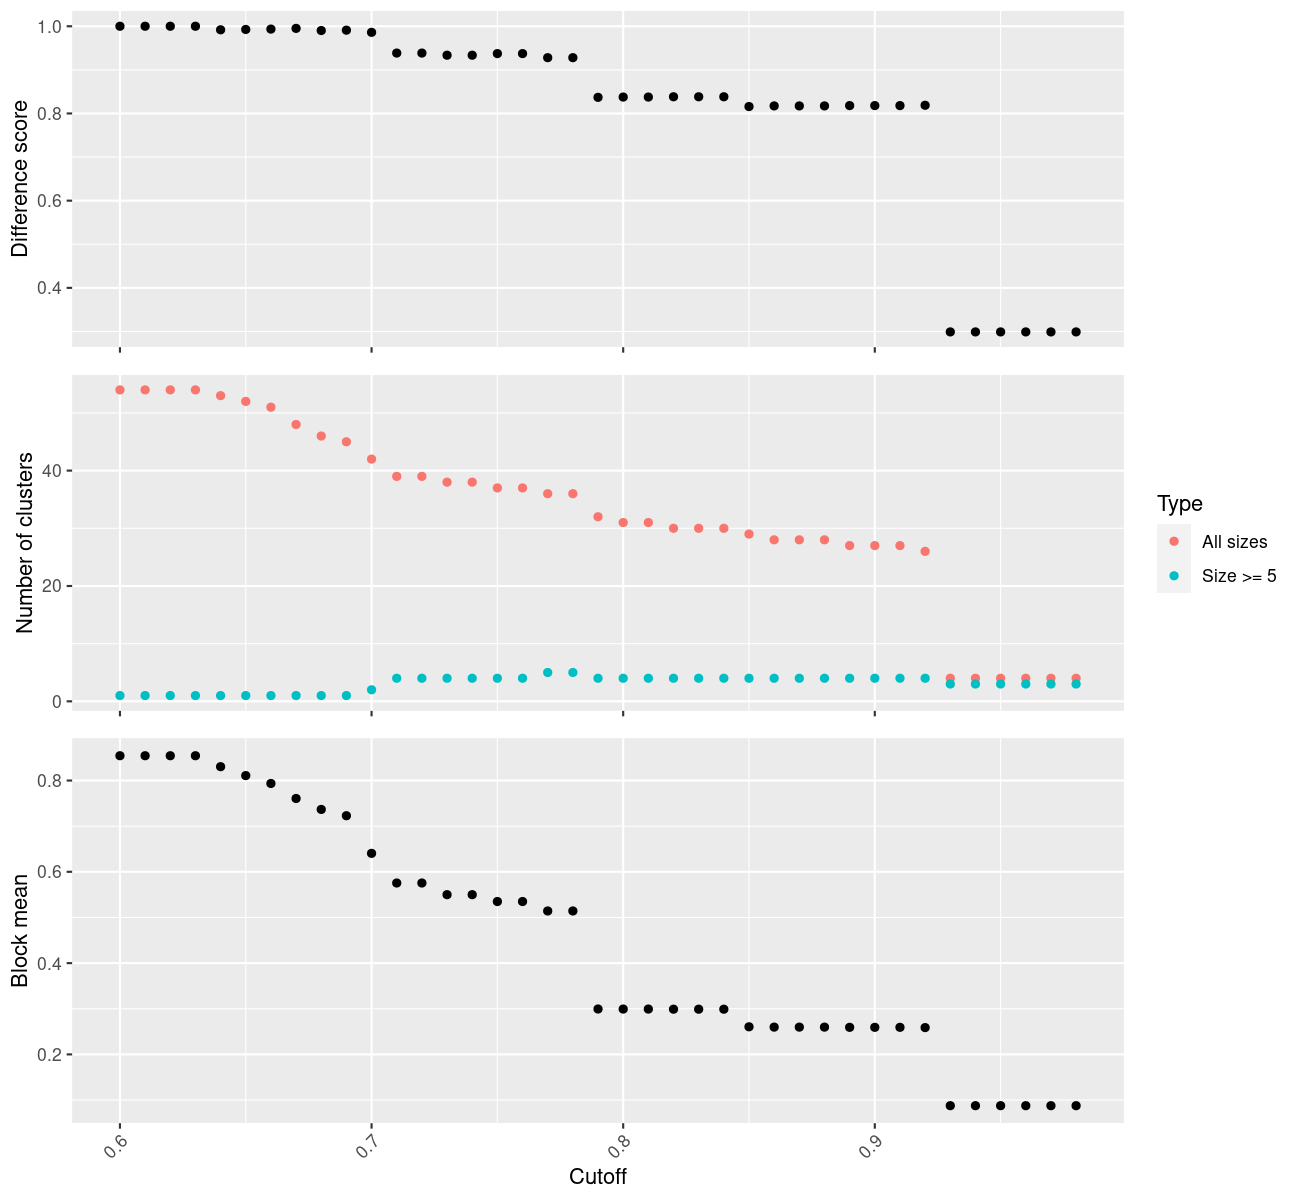 1.0
0.8
0.6
0.4
Difference score
40
20
0
Number of clusters
Type
All sizes
Size >= 5
0.8
0.6
0.4
0.2
Block mean
0.6
0.7
0.8
0.9
Cutoff